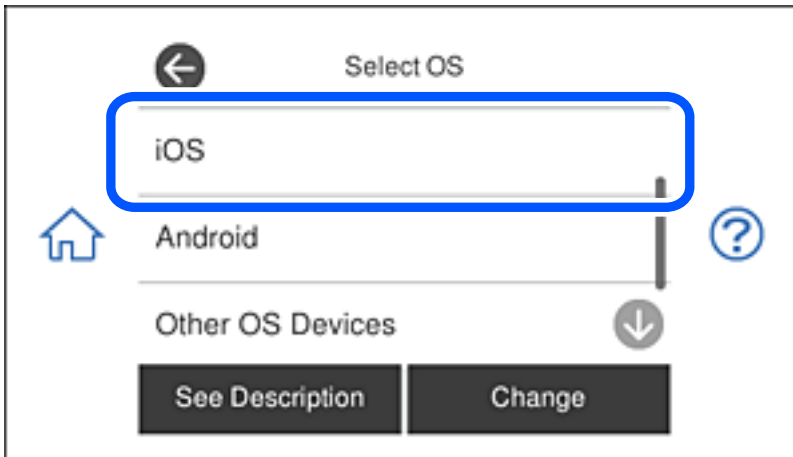 Select OS
iOS
Android
Other OS Devices
See Description
Change